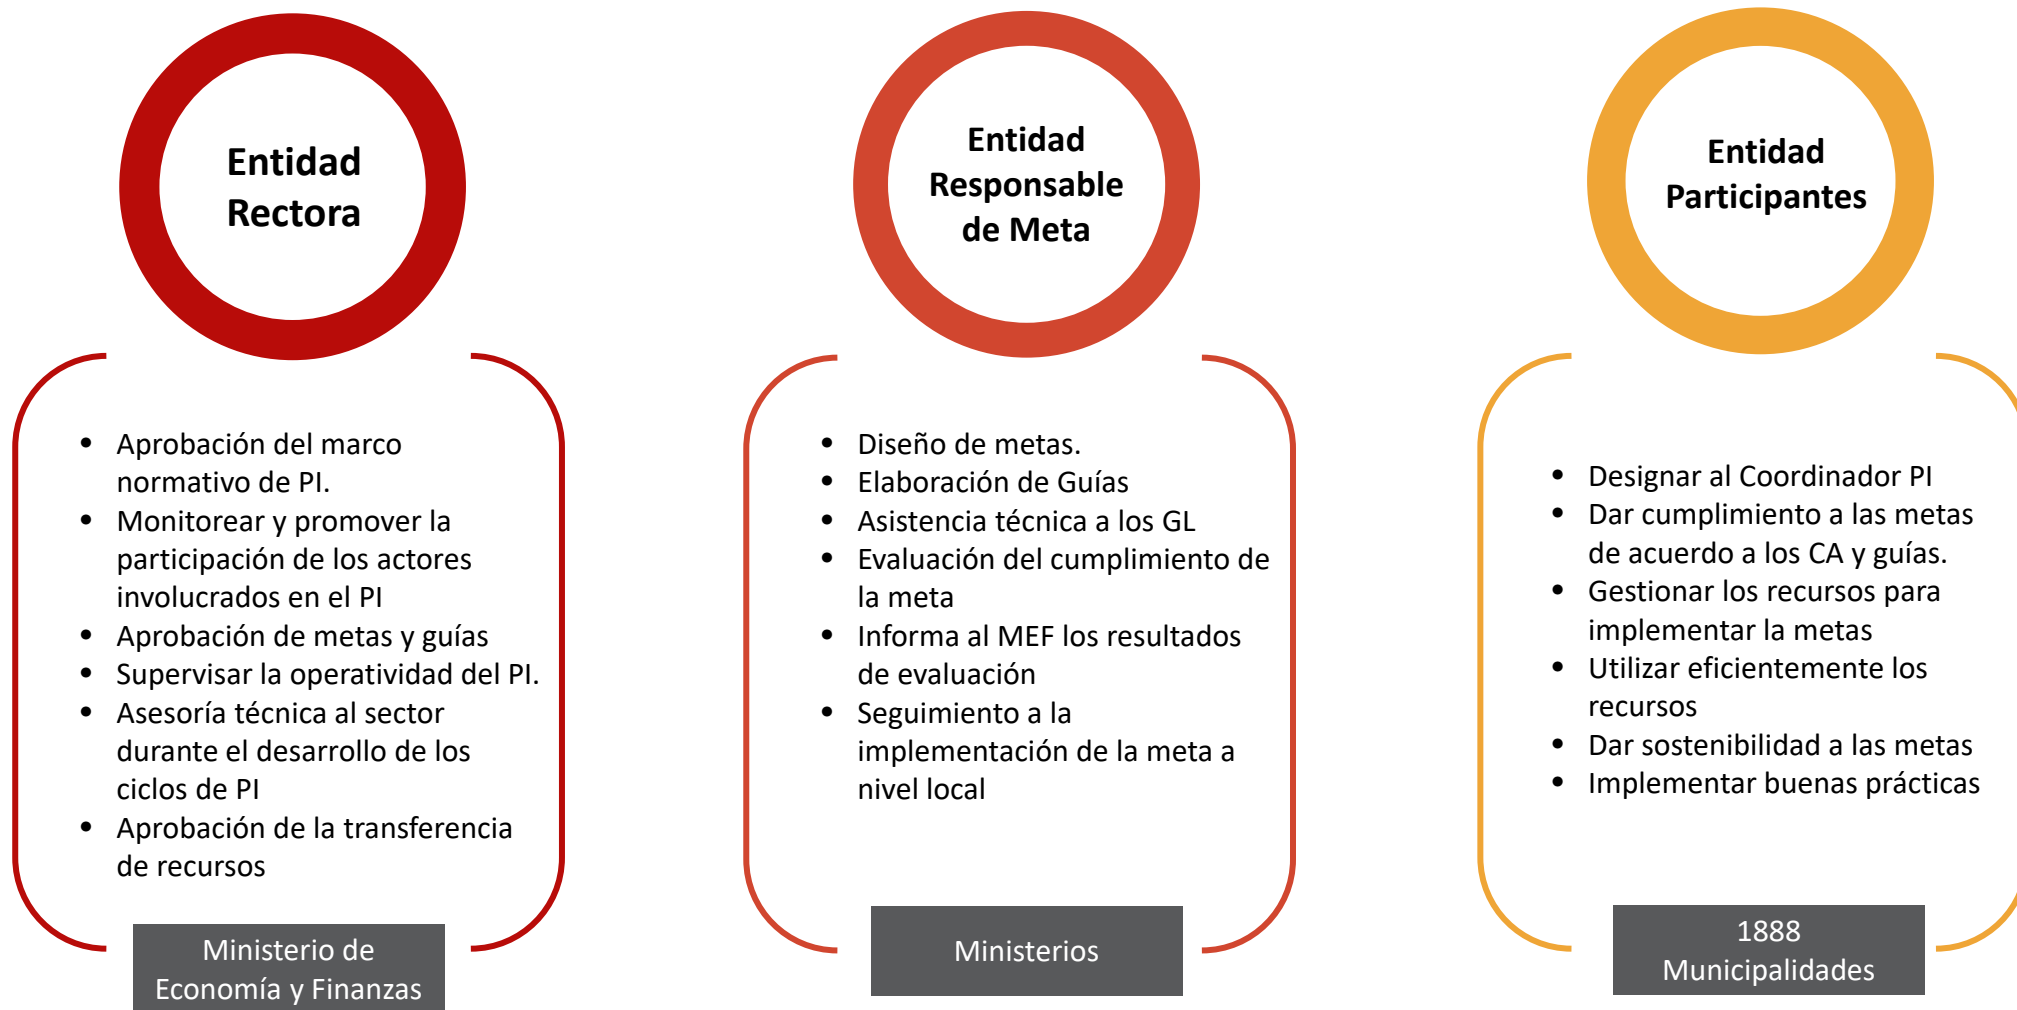 Entidad
Rectora
• Aprobación del marco
normativo de PI.
• Monitorear y promover la
participación de los actores
involucrados en el PI
• Aprobación de metas y guías
• Supervisar la operatividad del PI.
• Asesoría técnica al sector
durante el desarrollo de los
ciclos de PI
• Aprobación de la transferencia
de recursos
Ministerio de
Economía y Finanzas
Entidad
Responsable
de Meta
• Diseño de metas.
• Elaboración de Guías
• Asistencia técnica a los GL
• Evaluación del cumplimiento de
la meta
• Informa al MEF los resultados
de evaluación
• Seguimiento a la
implementación de la meta a
nivel local
Ministerios
Entidad
Participantes
• Designar al Coordinador PI
• Dar cumplimiento a las metas
de acuerdo a los CA y guías.
• Gestionar los recursos para
implementar la metas
• Utilizar eficientemente los
recursos
• Dar sostenibilidad a las metas
• Implementar buenas prácticas
1888
Municipalidades